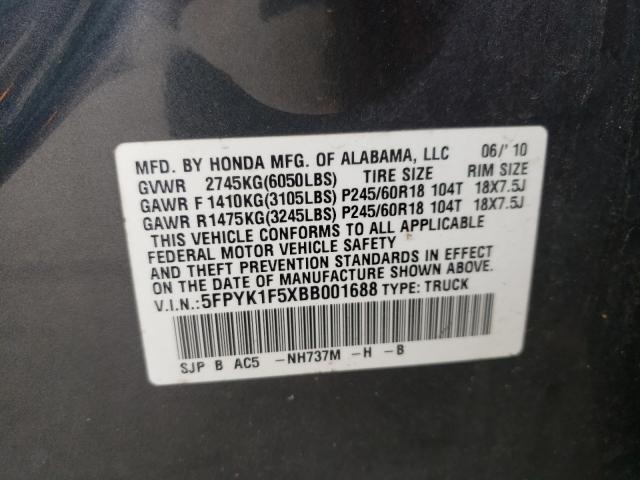 MFD. BY HONDA MFG. OF ALABAMA, LLC 06/'10
GVWR 2745KG(6050LBS) TIRE SIZE RIM SIZE
GAWR F 1410KG(3105LBS) P245/60R18 104T 18X7.5J
GAWR R1475KG(3245LBS) P245/60R18 104T 18X7.5J
THIS VEHICLE CONFORMS TO ALL APPLICABLE
FEDERAL MOTOR VEHICLE SAFETY
AND THEFT PREVENTION STANDARDS IN EFFECT
ON THE DATE OF MANUFACTURE SHOWN ABOVE.
V.I.N.: 5FPYK1F5XBB001688 TYPE: TRUCK
SJP B AC5 -NH737M -H -B